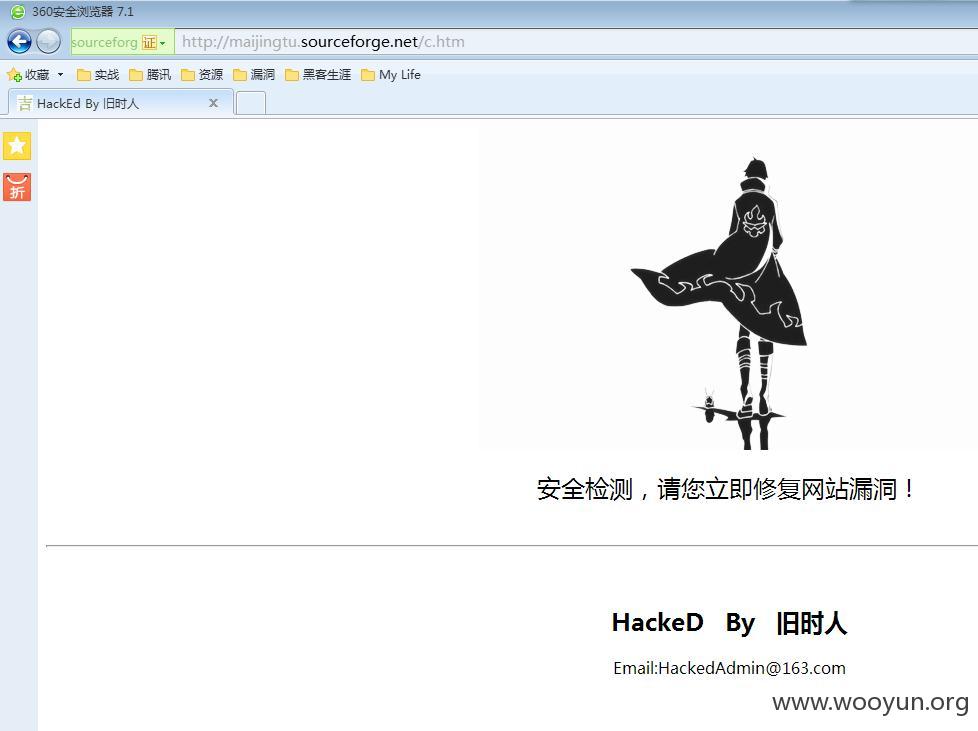 360安全浏览器 7.1
sourceforg 证 http://maijingtu.sourceforge.net/c.htm
收藏 实战 腾讯 资源 漏洞 黑客生涯 My Life
吉 HackEd By 旧时人 x
折
安全检测，请您立即修复网站漏洞！
HackeD By 旧时人
Email:HackedAdmin@163.com
www.wooyun.org